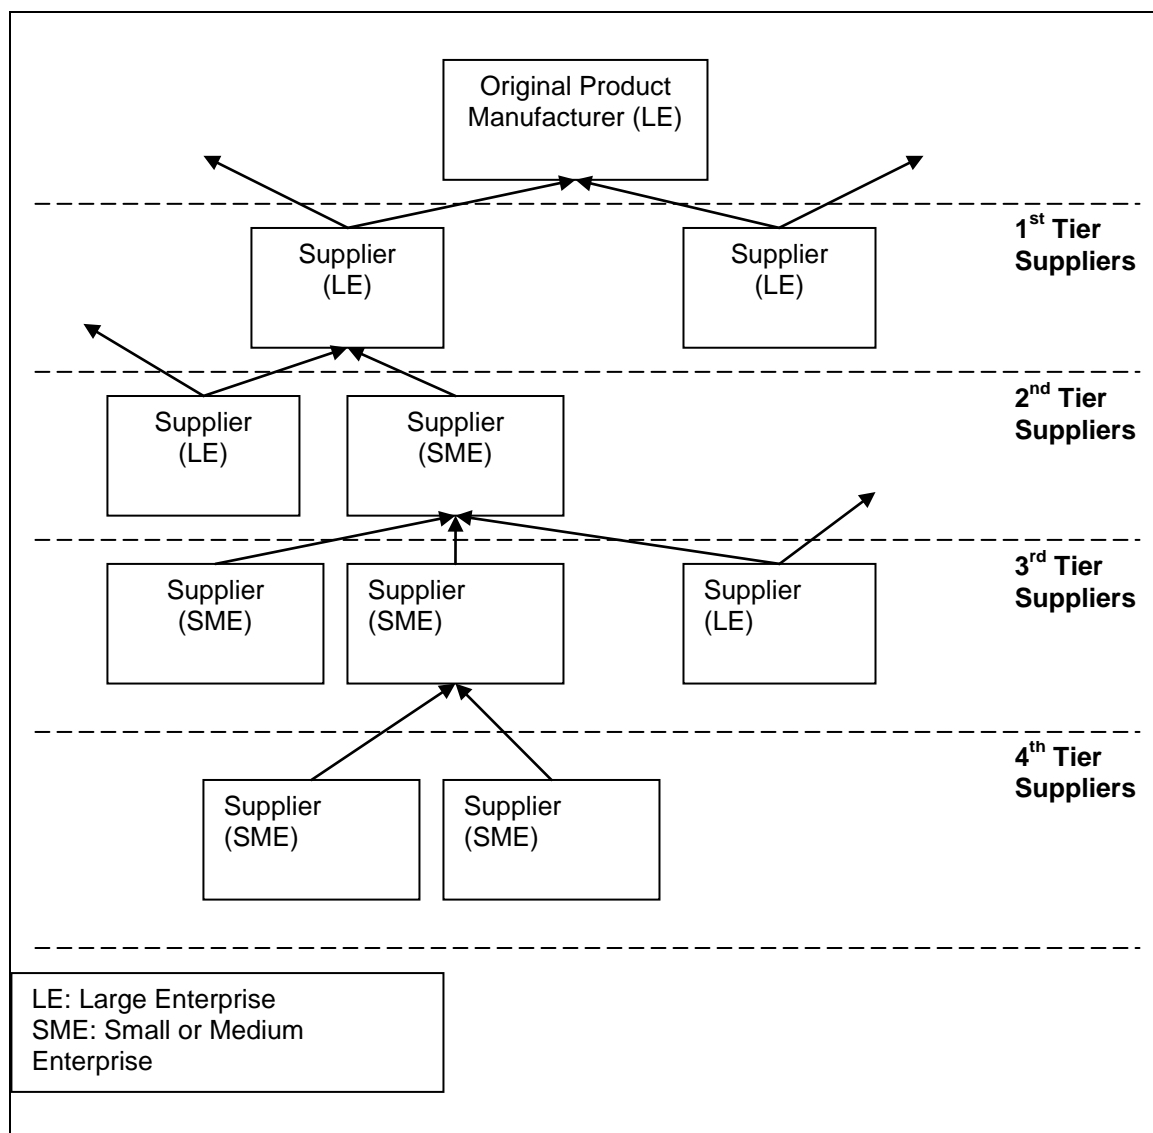 Original Product
Manufacturer (LE)
1st Tier
Suppliers
Supplier
(LE)
Supplier
(LE)
2nd Tier
Suppliers
Supplier
(LE)
Supplier
(SME)
3rd Tier
Suppliers
Supplier
(SME)
Supplier
(SME)
Supplier
(LE)
4th Tier
Suppliers
Supplier
(SME)
Supplier
(SME)
LE: Large Enterprise
SME: Small or Medium
Enterprise